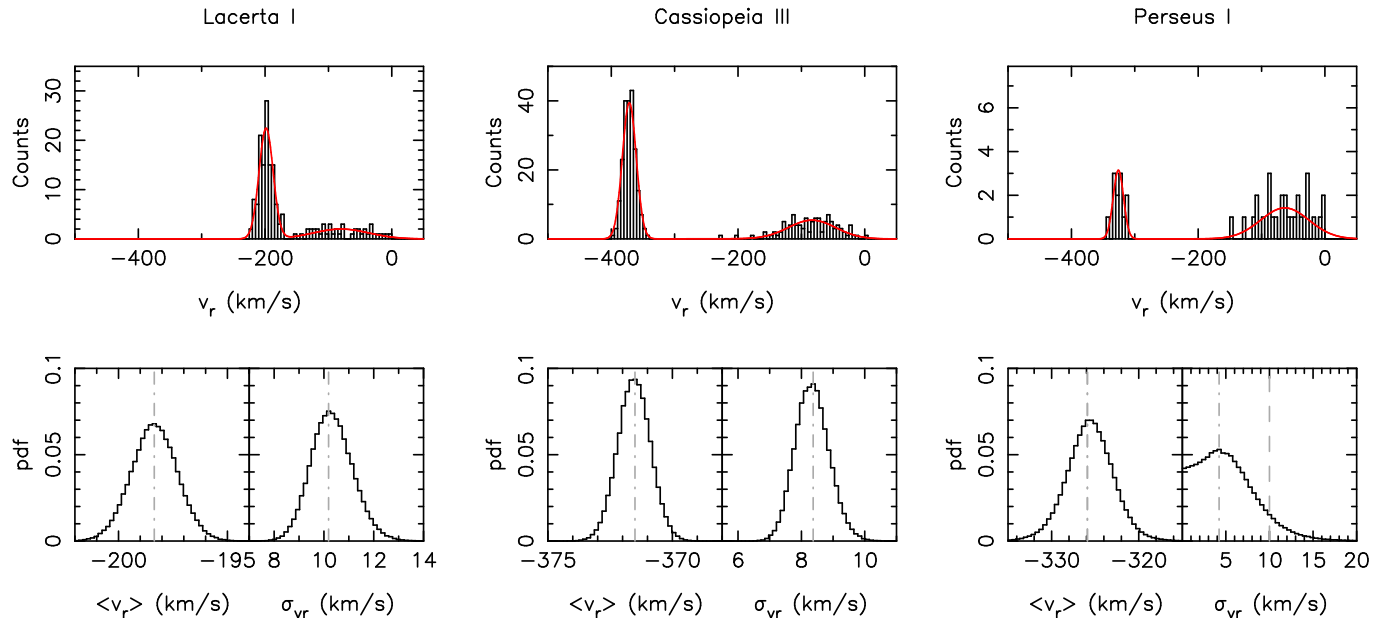 Lacerta I
Cassiopeia III
Perseus I
Counts
0 10 20 30
−400 −200 0
v_r (km/s)
Counts
0 20 40
−400 −200 0
v_r (km/s)
Counts
0 2 4 6
−400 −200 0
v_r (km/s)
pdf
0 0.05 0.1
−200 −195 8 10 12 14
<v_r> (km/s) σ_vr (km/s)
pdf
0 0.05 0.1
−375 −370 6 8 10
<v_r> (km/s) σ_vr (km/s)
pdf
0 0.05 0.1
−330 −320 5 10 15 20
<v_r> (km/s) σ_vr (km/s)